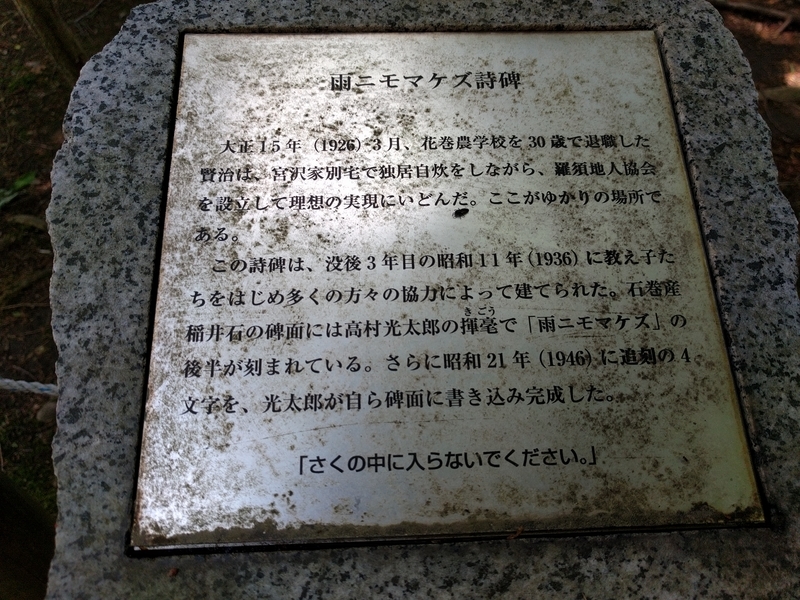 雨ニモマケズ詩碑
大正15年（1926）3月、花巻農学校を30歳で退職した
賢治は、宮沢家別宅で独居自炊をしながら、羅須地人協会
を設立して理想の実現にいどんだ。ここがゆかりの場所で
ある。
この詩碑は、没後3年目の昭和11年（1936）に教え子た
ちをはじめ多くの方々の協力によって建てられた。石巻産
稲井石の碑面には高村光太郎の揮毫で「雨ニモマケズ」の
きごう
後半が刻まれている。さらに昭和21年（1946）に追刻の4
文字を、光太郎が自ら碑面に書き込み完成した。
「さくの中に入らないでください。」